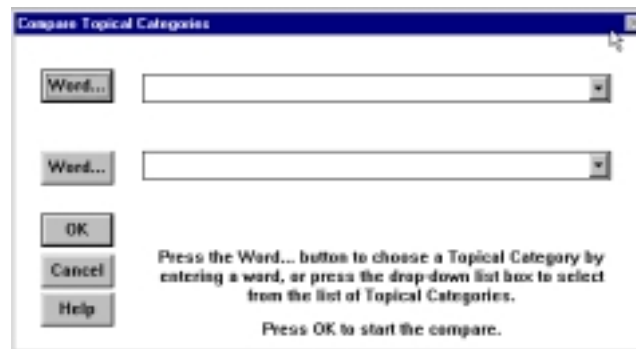 Compare Topical Categories
Word...
Word...
OK
Cancel
Help
Press the Word... button to choose a Topical Category by
entering a word, or press the drop-down list box to select
from the list of Topical Categories.
Press OK to start the compare.